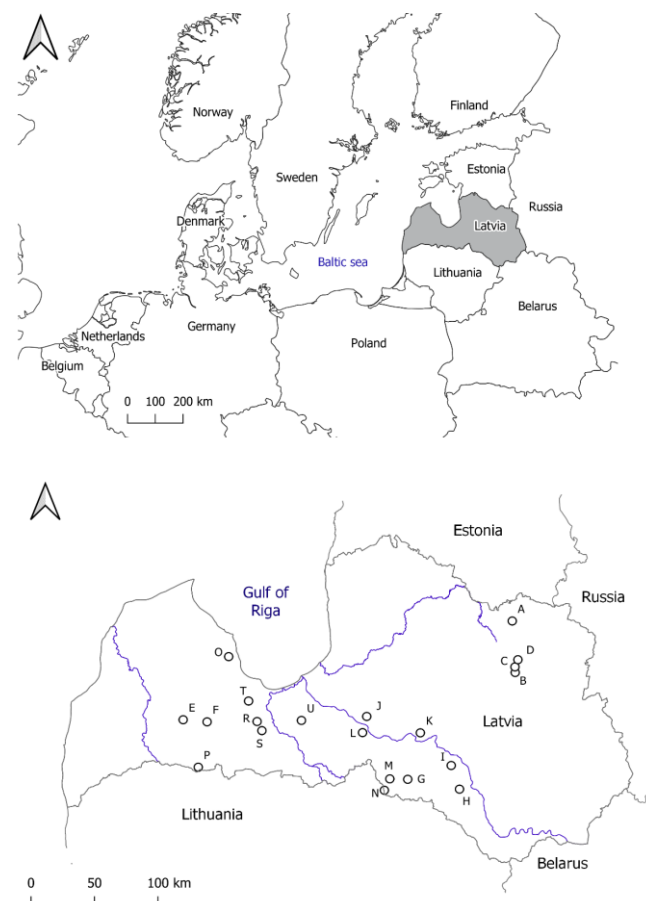 Norway
Finland
Estonia
Sweden
Russia
Denmark
Latvia
Baltic sea
Lithuania
Belarus
Netherlands
Germany
Poland
Belgium
0 100 200 km
Estonia
Gulf of
Riga
Russia
A
O
D
C
B
T
E
F
R
U
J
Latvia
S
L
K
P
I
M
G
H
N
Lithuania
Belarus
0 50 100 km